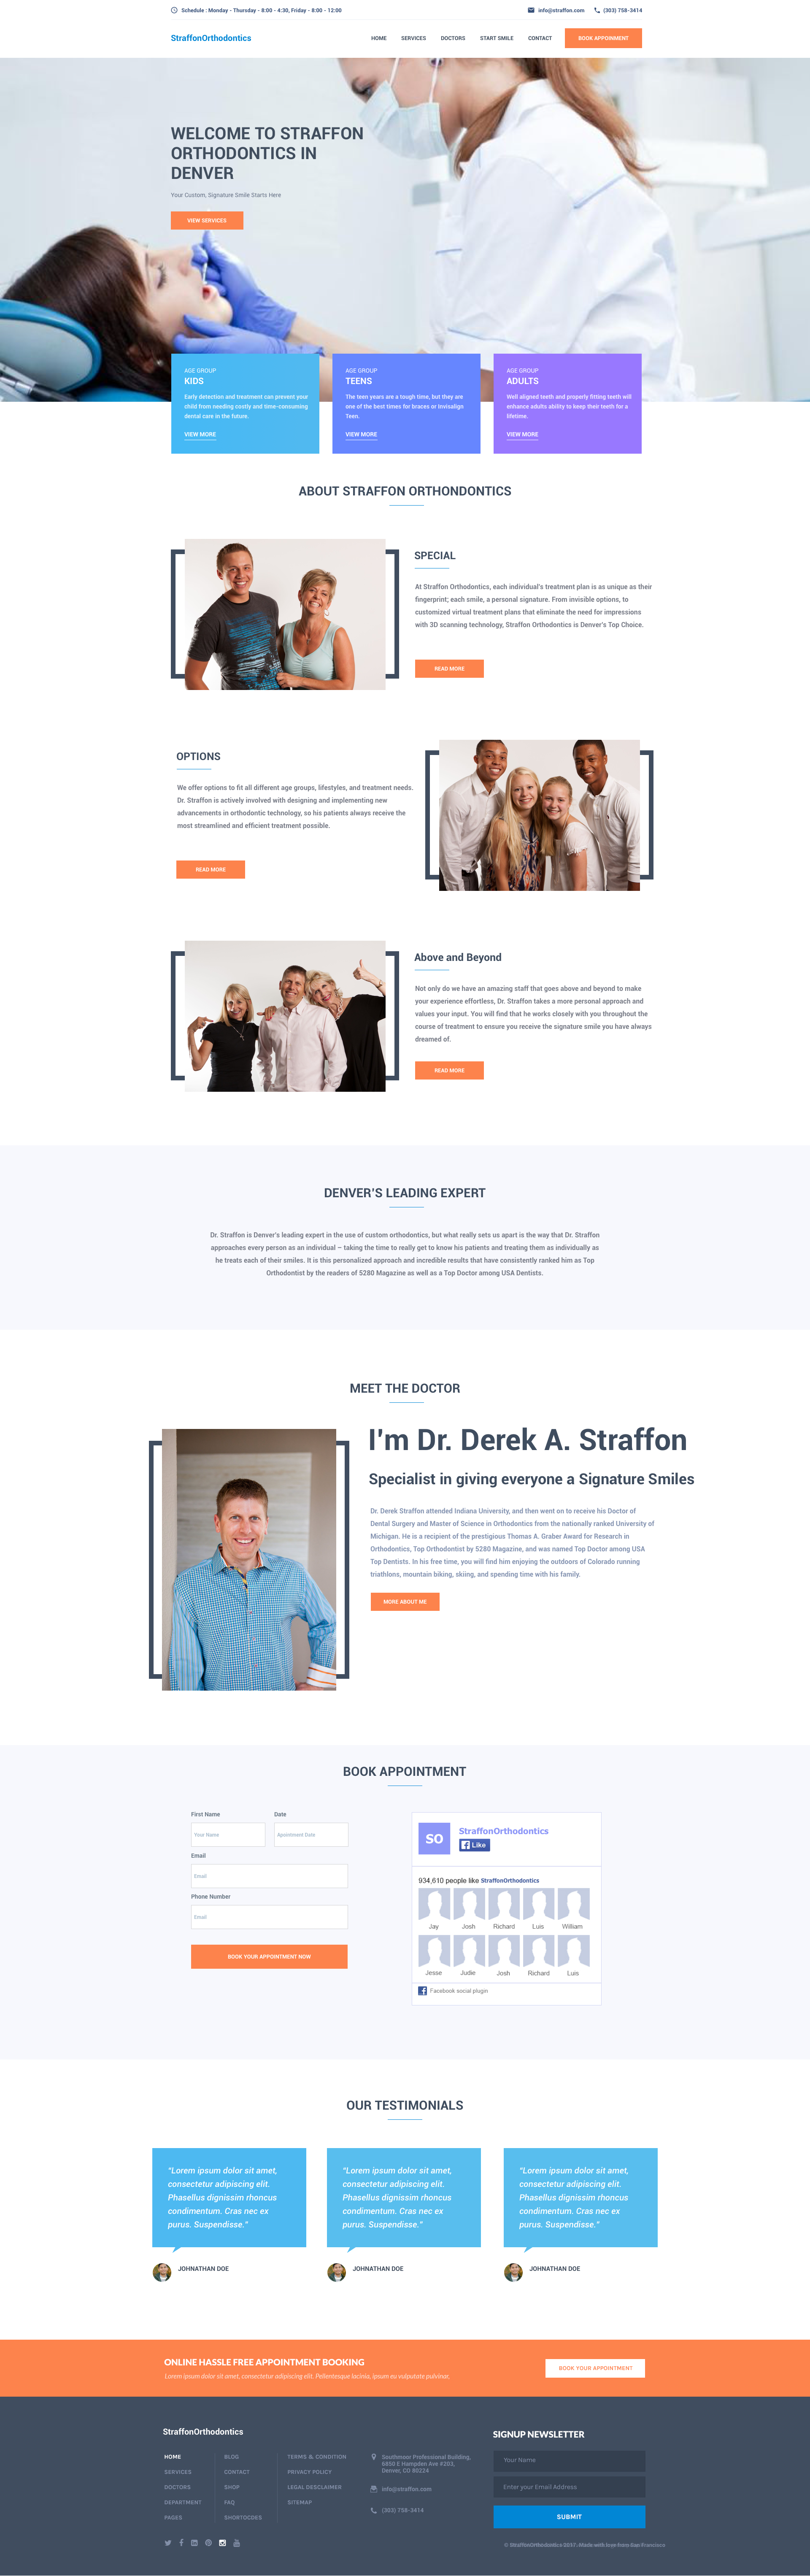 Schedule : Monday - Thursday - 8:00 - 4:30, Friday - 8:00 - 12:00
info@straffon.com
(303) 758-3414
StraffonOrthodontics
HOME
SERVICES
DOCTORS
START SMILE
CONTACT
BOOK APPOINMENT
WELCOME TO STRAFFON
ORTHODONTICS IN
DENVER
Your Custom, Signature Smile Starts Here
VIEW SERVICES
AGE GROUP
KIDS
Early detection and treatment can prevent your
child from needing costly and time-consuming
dental care in the future.
VIEW MORE
AGE GROUP
TEENS
The teen years are a tough time, but they are
one of the best times for braces or Invisalign
Teen.
VIEW MORE
AGE GROUP
ADULTS
Well aligned teeth and properly fitting teeth will
enhance adults ability to keep their teeth for a
lifetime.
VIEW MORE
ABOUT STRAFFON ORTHONDONTICS
SPECIAL
At Straffon Orthodontics, each individual's treatment plan is as unique as their
fingerprint; each smile, a personal signature. From invisible options, to
customized virtual treatment plans that eliminate the need for impressions
with 3D scanning technology, Straffon Orthodontics is Denver's Top Choice.
READ MORE
OPTIONS
We offer options to fit all different age groups, lifestyles, and treatment needs.
Dr. Straffon is actively involved with designing and implementing new
advancements in orthodontic technology, so his patients always receive the
most streamlined and efficient treatment possible.
READ MORE
Above and Beyond
Not only do we have an amazing staff that goes above and beyond to make
your experience effortless, Dr. Straffon takes a more personal approach and
values your input. You will find that he works closely with you throughout the
course of treatment to ensure you receive the signature smile you have always
dreamed of.
READ MORE
DENVER'S LEADING EXPERT
Dr. Straffon is Denver's leading expert in the use of custom orthodontics, but what really sets us apart is the way that Dr. Straffon
approaches every person as an individual – taking the time to really get to know his patients and treating them as individually as
he treats each of their smiles. It is this personalized approach and incredible results that have consistently ranked him as Top
Orthodontist by the readers of 5280 Magazine as well as a Top Doctor among USA Dentists.
MEET THE DOCTOR
I'm Dr. Derek A. Straffon
Specialist in giving everyone a Signature Smiles
Dr. Derek Straffon attended Indiana University, and then went on to receive his Doctor of
Dental Surgery and Master of Science in Orthodontics from the nationally ranked University of
Michigan. He is a recipient of the prestigious Thomas A. Graber Award for Research in
Orthodontics, Top Orthodontist by 5280 Magazine, and was named Top Doctor among USA
Top Dentists. In his free time, you will find him enjoying the outdoors of Colorado running
triathlons, mountain biking, skiing, and spending time with his family.
MORE ABOUT ME
BOOK APPOINTMENT
First Name
Date
Your Name
Apointment Date
Email
Email
Phone Number
Email
BOOK YOUR APPOINTMENT NOW
SO
StraffonOrthodontics
Like
934,610 people like StraffonOrthodontics
Jay
Josh
Richard
Luis
William
Jesse
Judie
Josh
Richard
Luis
Facebook social plugin
OUR TESTIMONIALS
"Lorem ipsum dolor sit amet,
consectetur adipiscing elit.
Phasellus dignissim rhoncus
condimentum. Cras nec ex
purus. Suspendisse."
JOHNATHAN DOE
"Lorem ipsum dolor sit amet,
consectetur adipiscing elit.
Phasellus dignissim rhoncus
condimentum. Cras nec ex
purus. Suspendisse."
JOHNATHAN DOE
"Lorem ipsum dolor sit amet,
consectetur adipiscing elit.
Phasellus dignissim rhoncus
condimentum. Cras nec ex
purus. Suspendisse."
JOHNATHAN DOE
ONLINE HASSLE FREE APPOINTMENT BOOKING
Lorem ipsum dolor sit amet, consectetur adipiscing elit. Pellentesque lacinia, ipsum eu vulputate pulvinar,
BOOK YOUR APPOINTMENT
StraffonOrthodontics
HOME
SERVICES
DOCTORS
DEPARTMENT
PAGES
BLOG
CONTACT
SHOP
FAQ
SHORTOCDES
TERMS & CONDITION
PRIVACY POLICY
LEGAL DESCLAIMER
SITEMAP
Southmoor Professional Building,
6850 E Hampden Ave #203,
Denver, CO 80224
info@straffon.com
(303) 758-3414
SIGNUP NEWSLETTER
Your Name
Enter your Email Address
SUBMIT